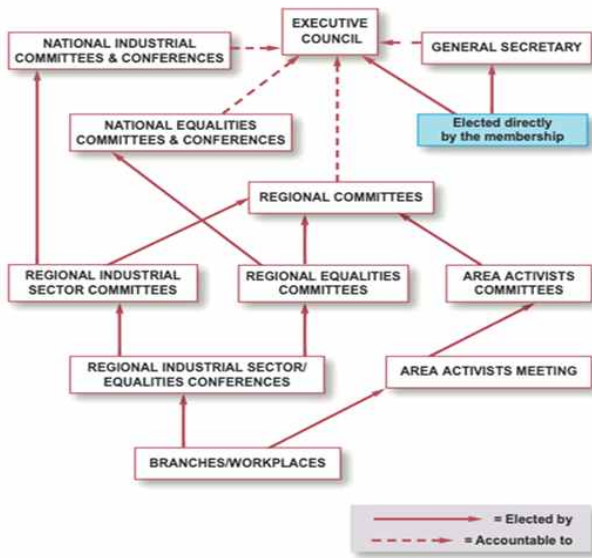 EXECUTIVE
COUNCIL
NATIONAL INDUSTRIAL
COMMITTEES & CONFERENCES
GENERAL SECRETARY
NATIONAL EQUALITIES
COMMITTEES & CONFERENCES
Elected directly
by the membership
REGIONAL COMMITTEES
REGIONAL INDUSTRIAL
SECTOR COMMITTEES
REGIONAL EQUALITIES
COMMITTEES
AREA ACTIVISTS
COMMITTEES
REGIONAL INDUSTRIAL SECTOR/
EQUALITIES CONFERENCES
AREA ACTIVISTS MEETING
BRANCHES/WORKPLACES
= Elected by
= Accountable to